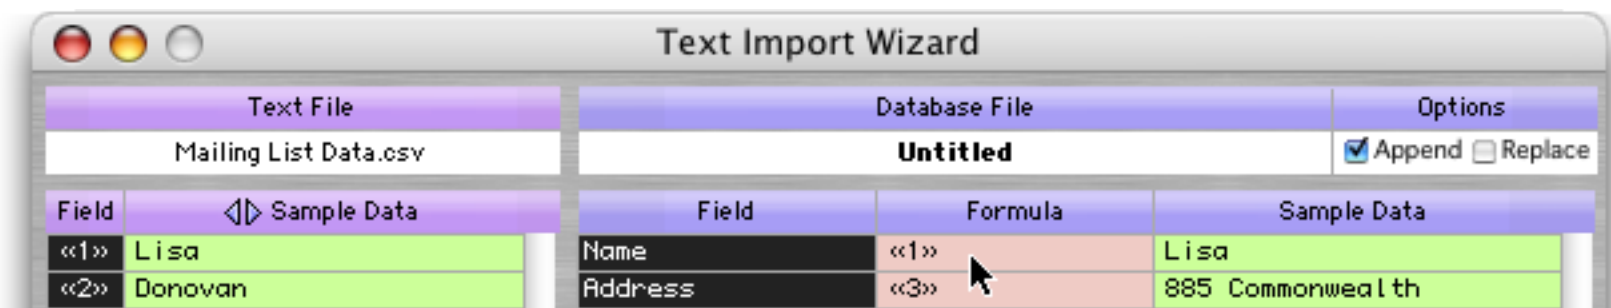 Text Import Wizard
Text File Database File Options
Mailing List Data.csv Untitled Append Replace
Field Sample Data Field Formula Sample Data
«1» Lisa Name «1» Lisa
«2» Donovan Address «3» 885 Commonwealth